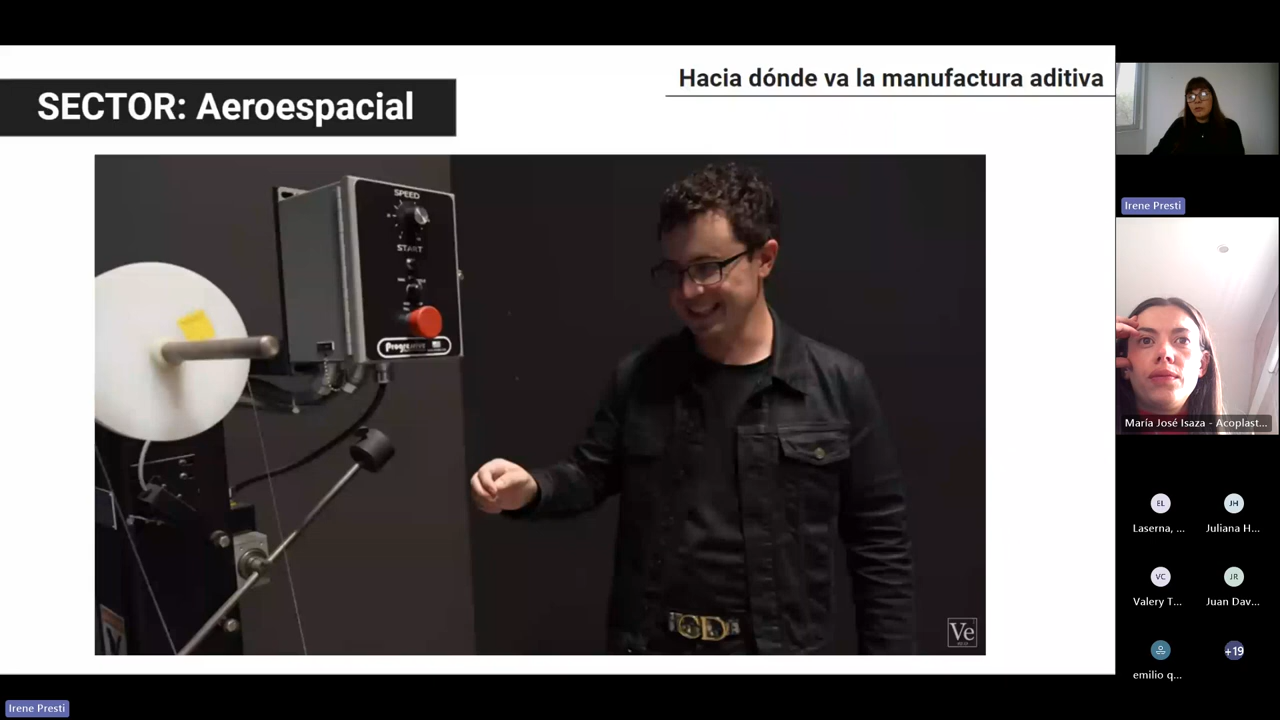 Hacia dónde va la manufactura aditiva
SECTOR: Aeroespacial
SPEED
START
Ve
Irene Presti
María José Isaza - Acoplast...
EL
JH
Laserna, ...
Juliana H...
VC
JR
Valery T...
Juan Dav...
+19
emilio q...
Irene Presti